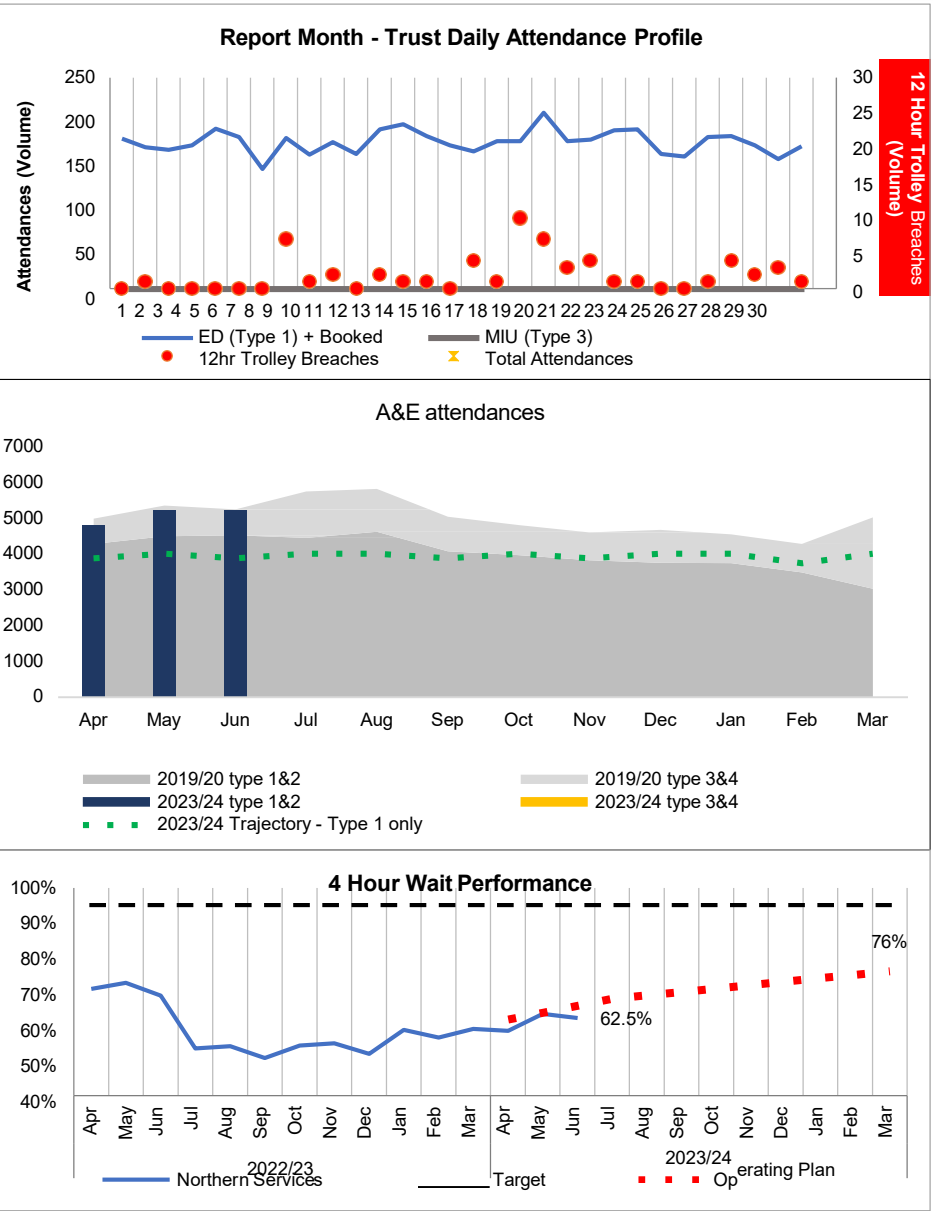 Report Month - Trust Daily Attendance Profile
250
200
150
100
50
0
Attendances (Volume)
30
25
20
15
10
5
0
12 Hour Trolley Breaches
(Volume)
1 2 3 4 5 6 7 8 9 10 11 12 13 14 15 16 17 18 19 20 21 22 23 24 25 26 27 28 29 30
ED (Type 1) + Booked MIU (Type 3)
12hr Trolley Breaches Total Attendances
A&E attendances
7000
6000
5000
4000
3000
2000
1000
0
Apr May Jun Jul Aug Sep Oct Nov Dec Jan Feb Mar
2019/20 type 1&2 2019/20 type 3&4
2023/24 type 1&2 2023/24 type 3&4
2023/24 Trajectory - Type 1 only
4 Hour Wait Performance
100%
90%
80%
70%
60%
50%
40%
76%
62.5%
Apr May Jun Jul Aug Sep Oct Nov Dec Jan Feb Mar Apr May Jun Jul Aug Sep Oct Nov Dec Jan Feb Mar
2022/23 2023/24
Northern Services Target Op erating Plan